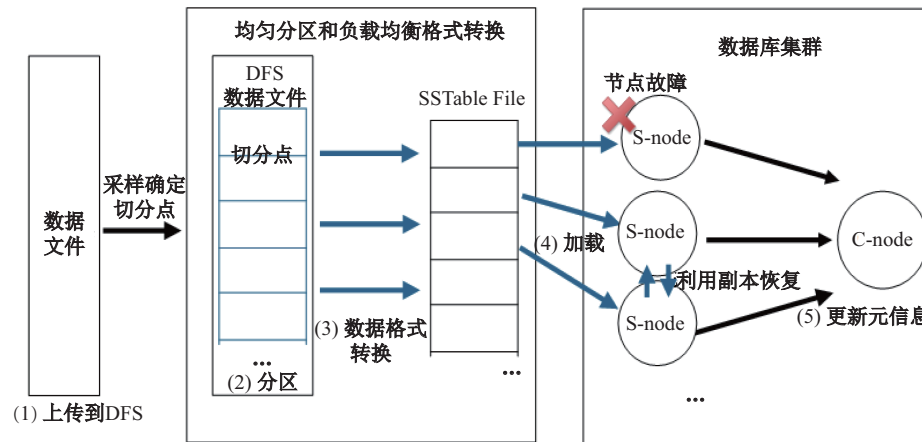 均匀分区和负载均衡格式转换
数据库集群
DFS
数据文件
SSTable File
节点故障
S-node
切分点
采样确定
切分点
数据
文件
S-node
C-node
(4) 加载
利用副本恢复
S-node
(5) 更新元信息
(3) 数据格式
转换
...
(2) 分区
...
...
(1) 上传到DFS